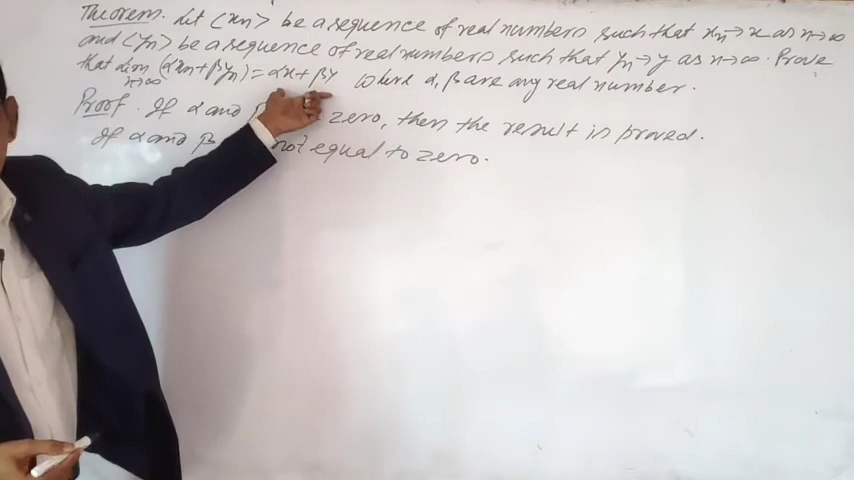 Theorem. Let <xn> be a sequence of real numbers such that xn→x as n→∞
and <yn> be a sequence of real numbers such that yn→y as n→∞. Prove
that lim n→∞ (αxn+βyn) = αx+βy where α, β are any real number.
Proof. If α and zero, then the result is proved.
If α and β not equal to zero.